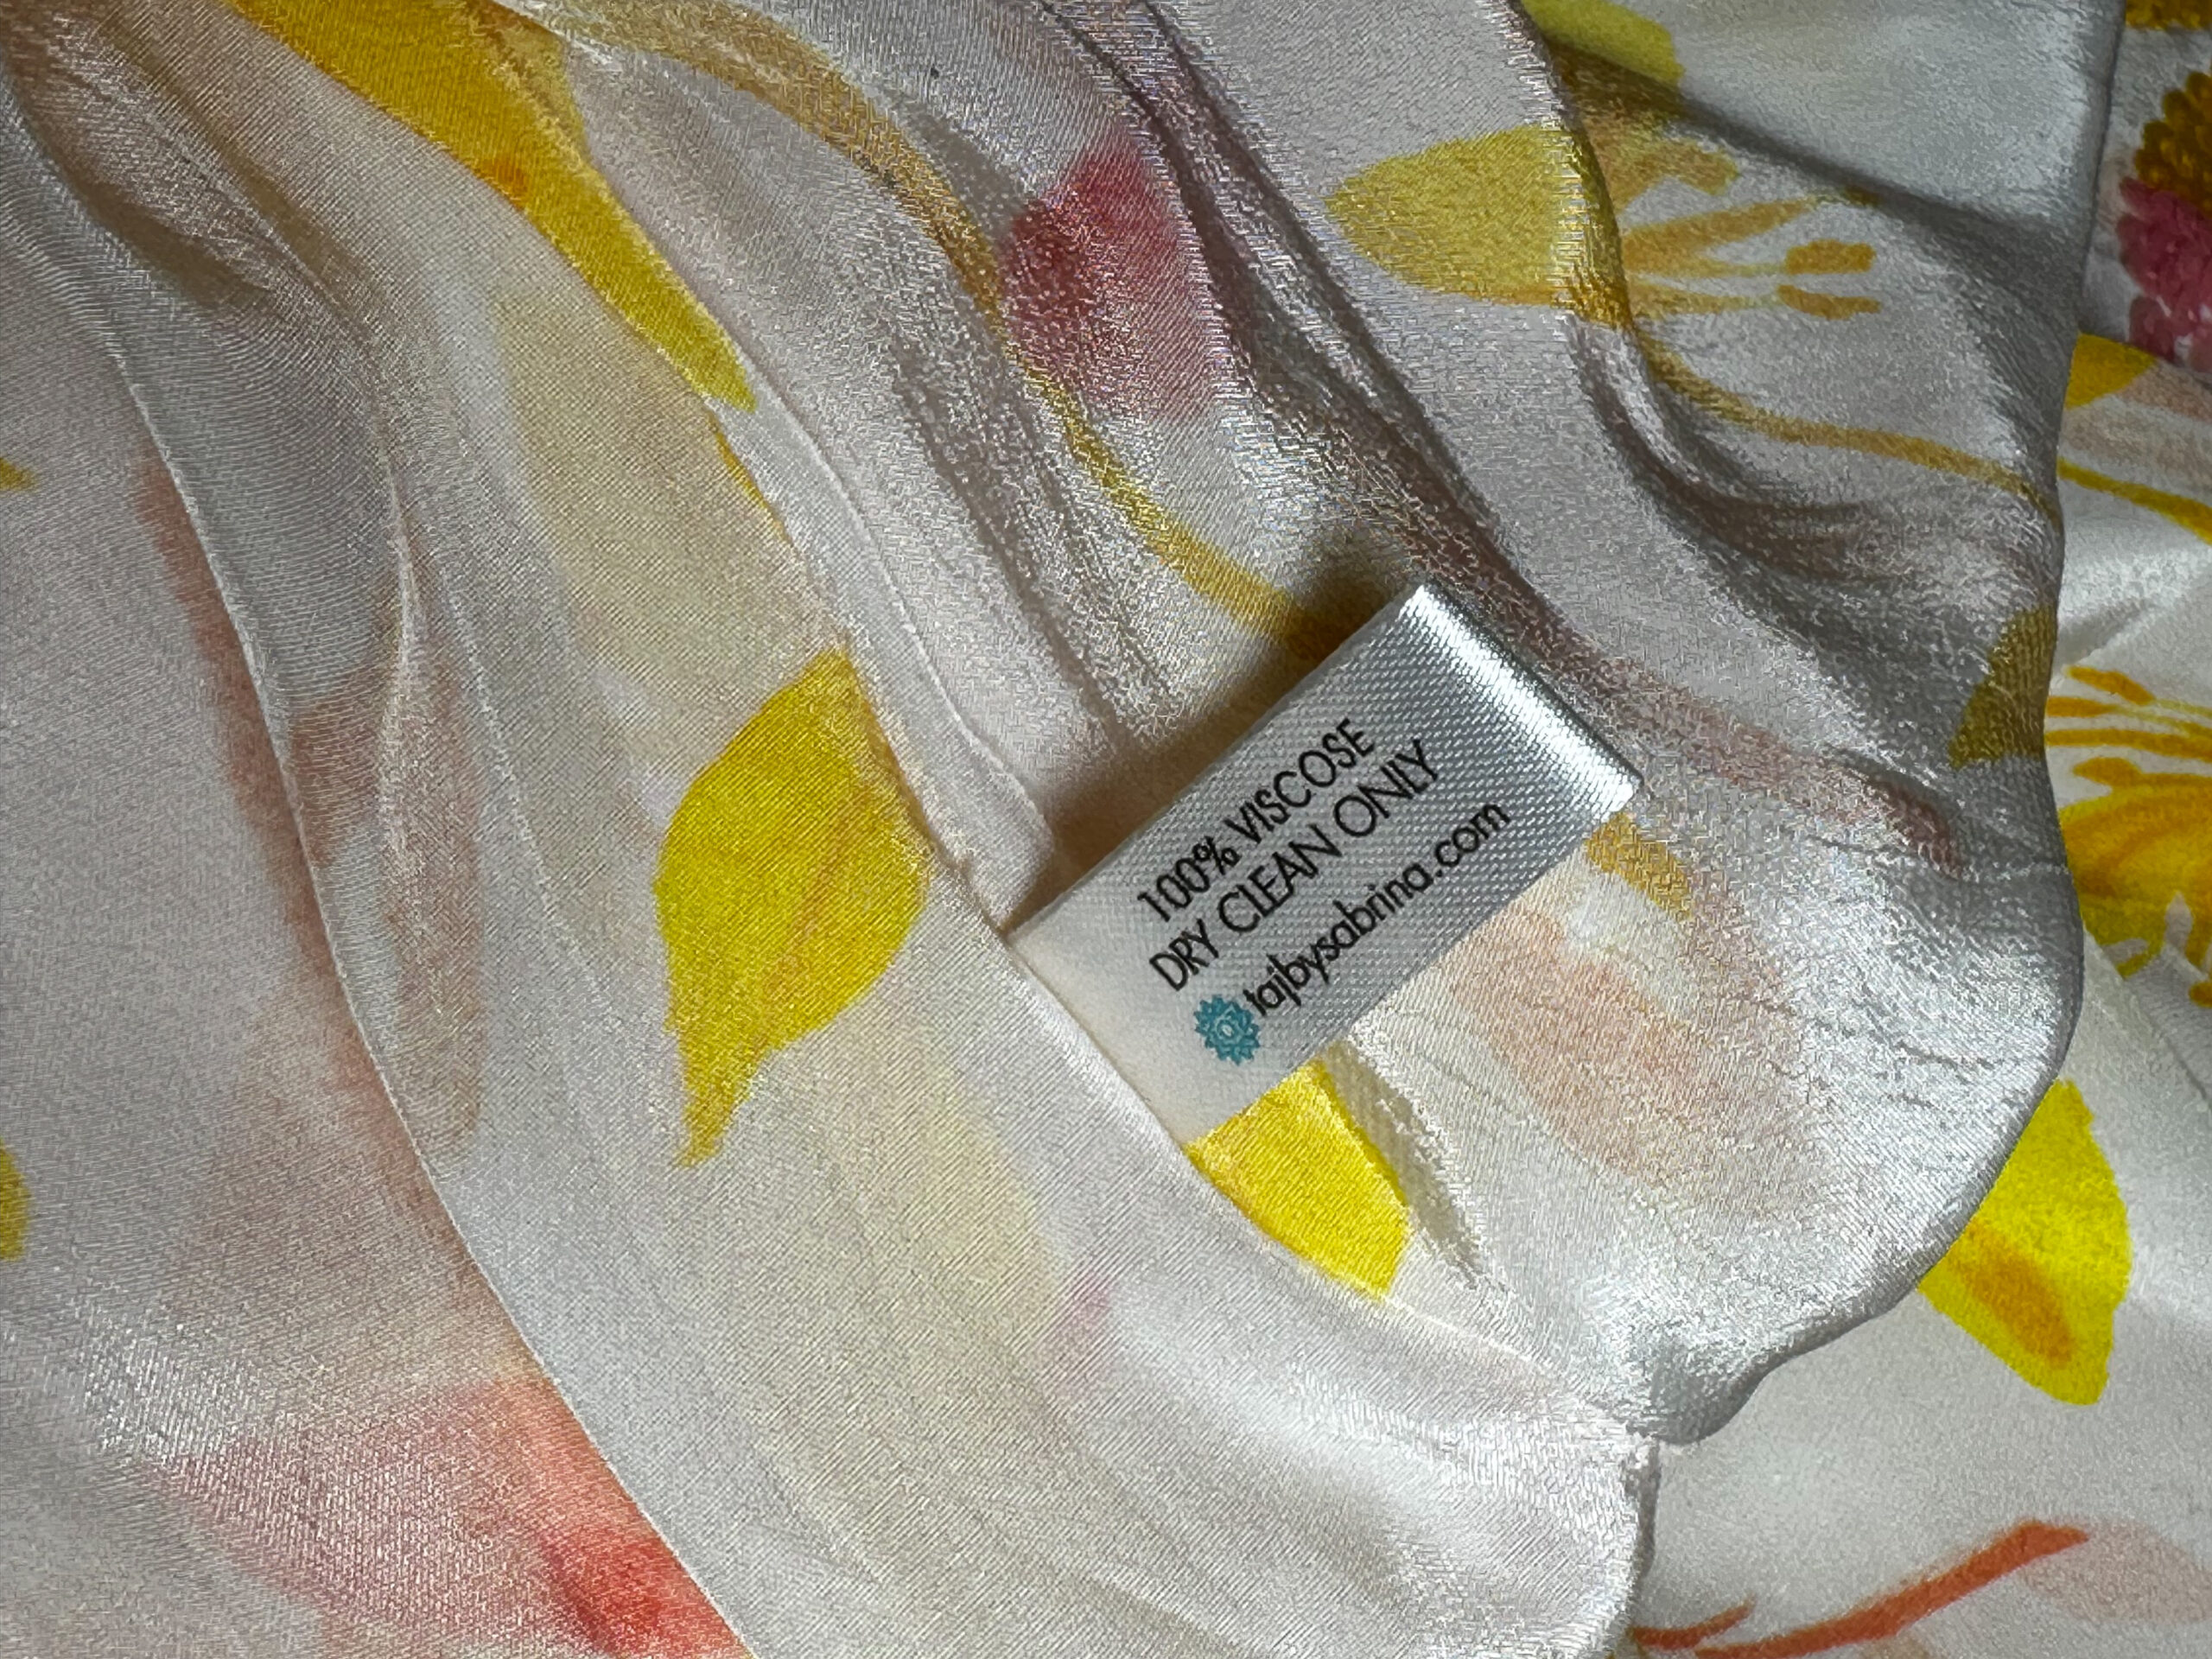 100% VISCOSE
DRY CLEAN ONLY
tajbysabrina.com